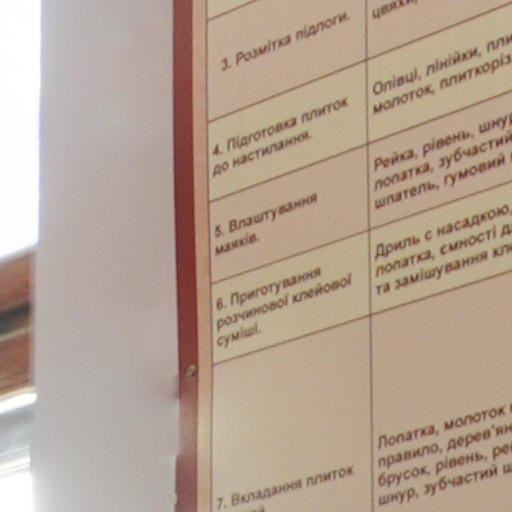 цвяхи,
3. Розмітка підлоги.
Олівці, лінійки,
молоток, плиткоріз
4. Підготовка плиток
до настилання.
Рейка, рівень, шнур
лопатка, зубчастий
шпатель, гумовий
5. Влаштування
маяків.
Дриль с насадкою,
лопатка, ємності
та замішування
6. Приготування
розчинової клейової
суміші.
Лопатка, молоток
правило,
брусок, рівень,
шнур, зубчастий
7. Вкладання плиток